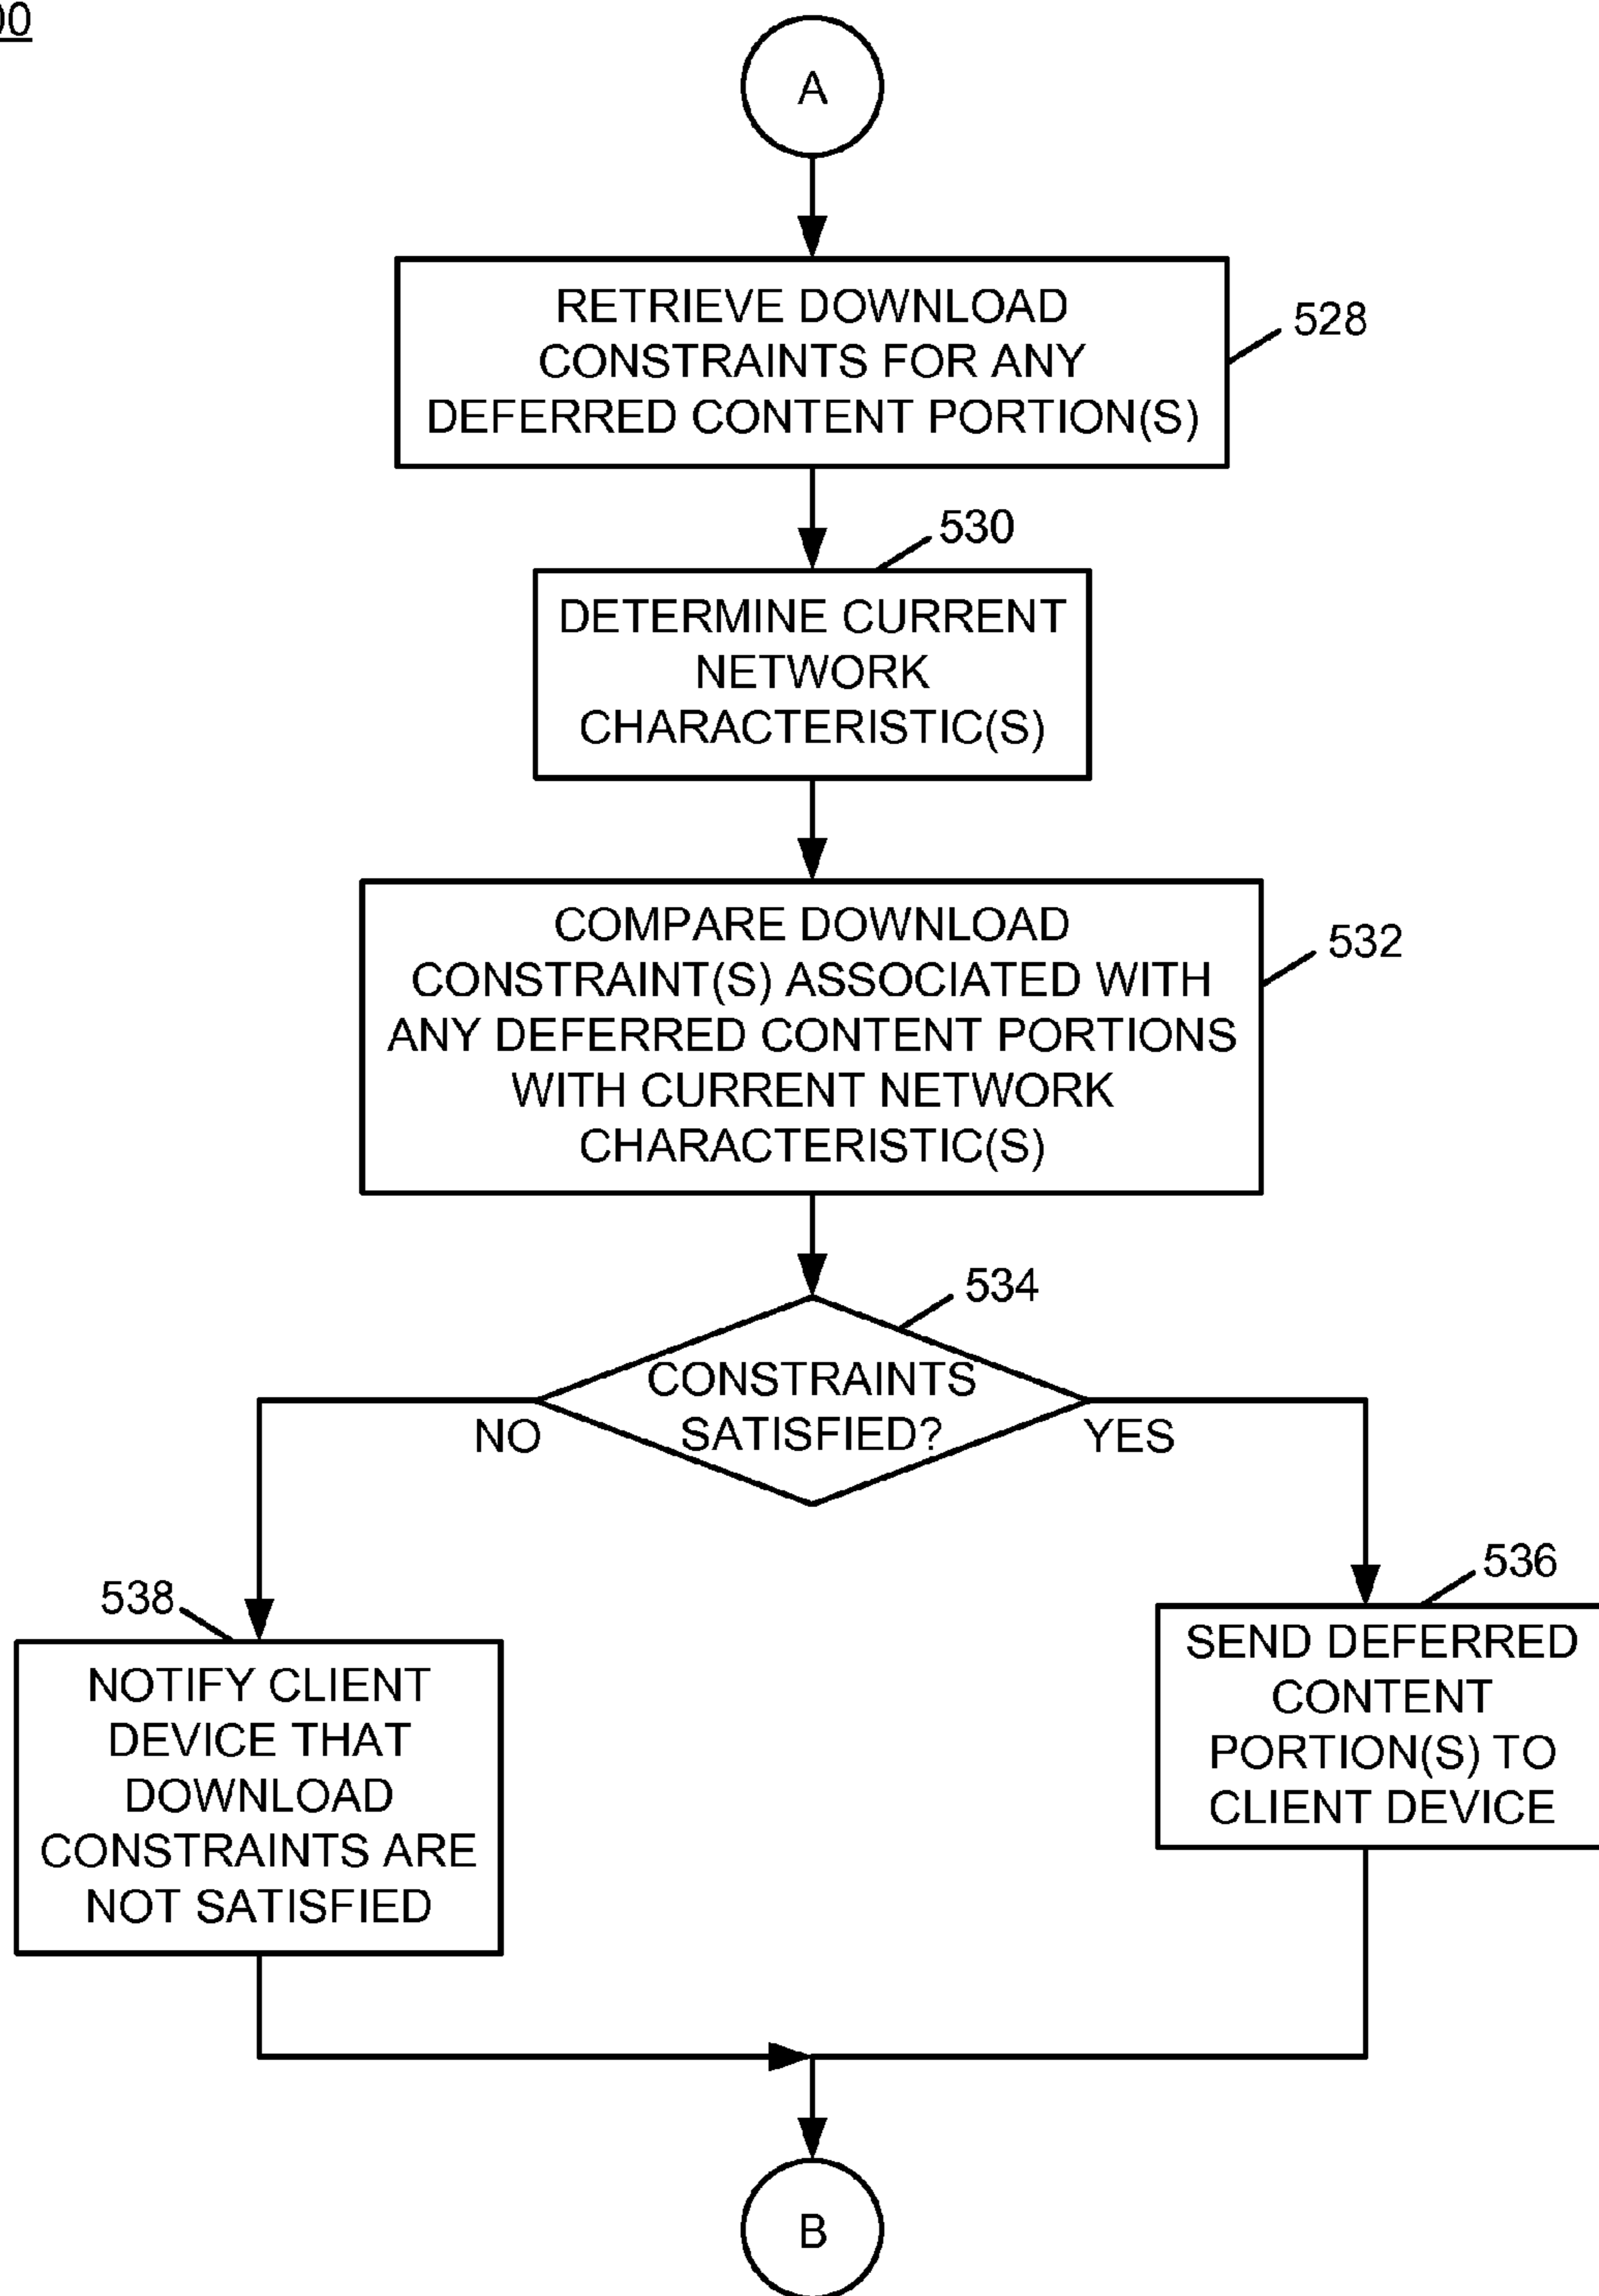 A
RETRIEVE DOWNLOAD
CONSTRAINTS FOR ANY
DEFERRED CONTENT PORTION(S)
528
530
DETERMINE CURRENT
NETWORK
CHARACTERISTIC(S)
COMPARE DOWNLOAD
CONSTRAINT(S) ASSOCIATED WITH
ANY DEFERRED CONTENT PORTIONS
WITH CURRENT NETWORK
CHARACTERISTIC(S)
532
534
CONSTRAINTS
SATISFIED?
NO
YES
538
NOTIFY CLIENT
DEVICE THAT
DOWNLOAD
CONSTRAINTS ARE
NOT SATISFIED
536
SEND DEFERRED
CONTENT
PORTION(S) TO
CLIENT DEVICE
B